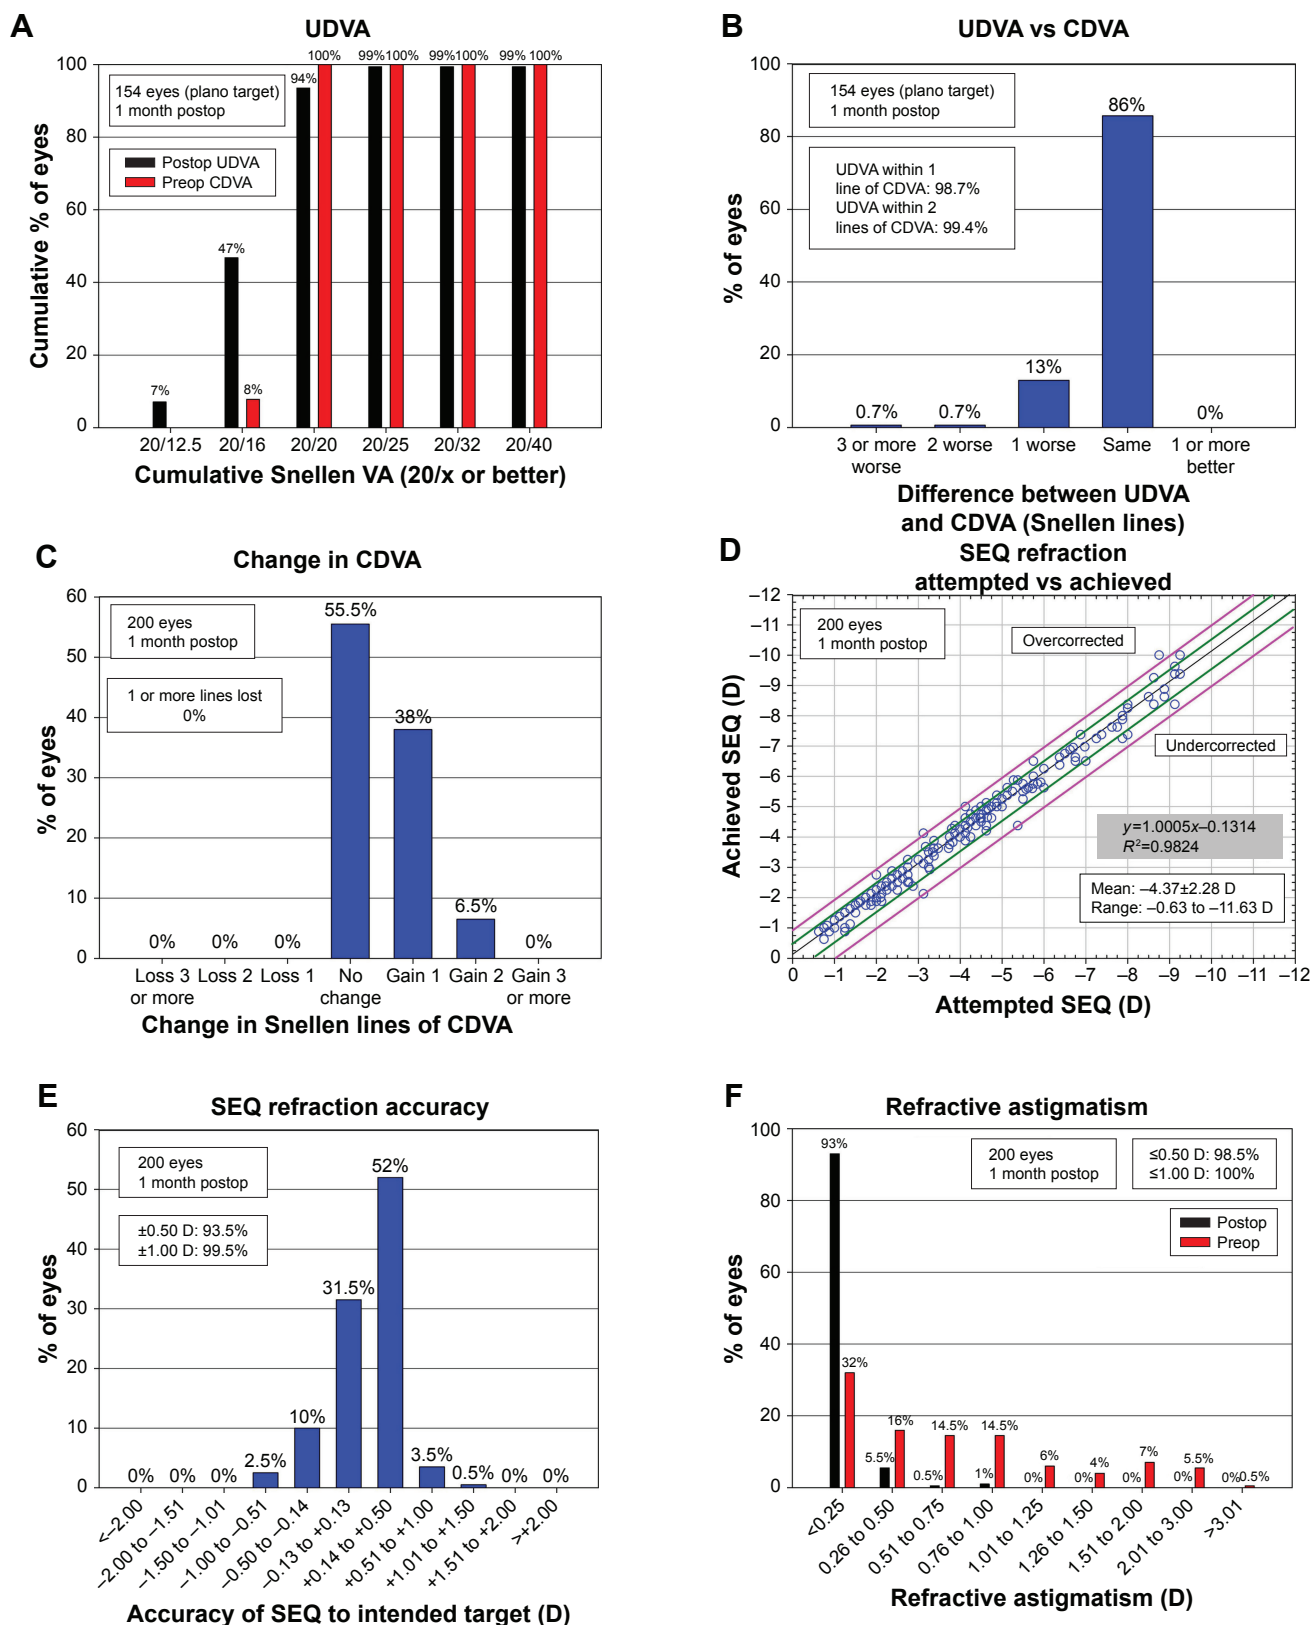 A
UDVA
154 eyes (plano target)
1 month postop
Postop UDVA
Preop CDVA
Cumulative % of eyes
100
80
60
40
20
0
7%
47%
8%
94%
100%
99%
100%
99%
100%
99%
100%
20/12.5
20/16
20/20
20/25
20/32
20/40
Cumulative Snellen VA (20/x or better)
B
UDVA vs CDVA
154 eyes (plano target)
1 month postop
UDVA within 1
line of CDVA: 98.7%
UDVA within 2
lines of CDVA: 99.4%
% of eyes
100
80
60
40
20
0
0.7%
0.7%
13%
86%
0%
3 or more
worse
2 worse
1 worse
Same
1 or more
better
Difference between UDVA
and CDVA (Snellen lines)
C
Change in CDVA
200 eyes
1 month postop
1 or more lines lost
0%
% of eyes
60
50
40
30
20
10
0
0%
0%
0%
55.5%
38%
6.5%
0%
Loss 3
or more
Loss 2
Loss 1
No
change
Gain 1
Gain 2
Gain 3
or more
Change in Snellen lines of CDVA
D
SEQ refraction
attempted vs achieved
200 eyes
1 month postop
Overcorrected
Undercorrected
y=1.0005x–0.1314
R²=0.9824
Mean: –4.37±2.28 D
Range: –0.63 to –11.63 D
Achieved SEQ (D)
–12
–11
–10
–9
–8
–7
–6
–5
–4
–3
–2
–1
0
0
–1
–2
–3
–4
–5
–6
–7
–8
–9
–10
–11
–12
Attempted SEQ (D)
E
SEQ refraction accuracy
200 eyes
1 month postop
±0.50 D: 93.5%
±1.00 D: 99.5%
% of eyes
60
50
40
30
20
10
0
0%
0%
0%
2.5%
10%
31.5%
52%
3.5%
0.5%
0%
0%
<–2.00
–2.00 to –1.51
–1.50 to –1.01
–1.00 to –0.51
–0.50 to –0.14
–0.13 to +0.13
+0.14 to +0.50
+0.51 to +1.00
+1.01 to +1.50
+1.51 to +2.00
>+2.00
Accuracy of SEQ to intended target (D)
F
Refractive astigmatism
200 eyes
1 month postop
≤0.50 D: 98.5%
≤1.00 D: 100%
Postop
Preop
% of eyes
100
80
60
40
20
0
93%
32%
5.5%
16%
0.5%
14.5%
1%
14.5%
0%
6%
0%
4%
0%
7%
0%
5.5%
0%
0.5%
<0.25
0.26 to 0.50
0.51 to 0.75
0.76 to 1.00
1.01 to 1.25
1.26 to 1.50
1.51 to 2.00
2.01 to 3.00
>3.01
Refractive astigmatism (D)